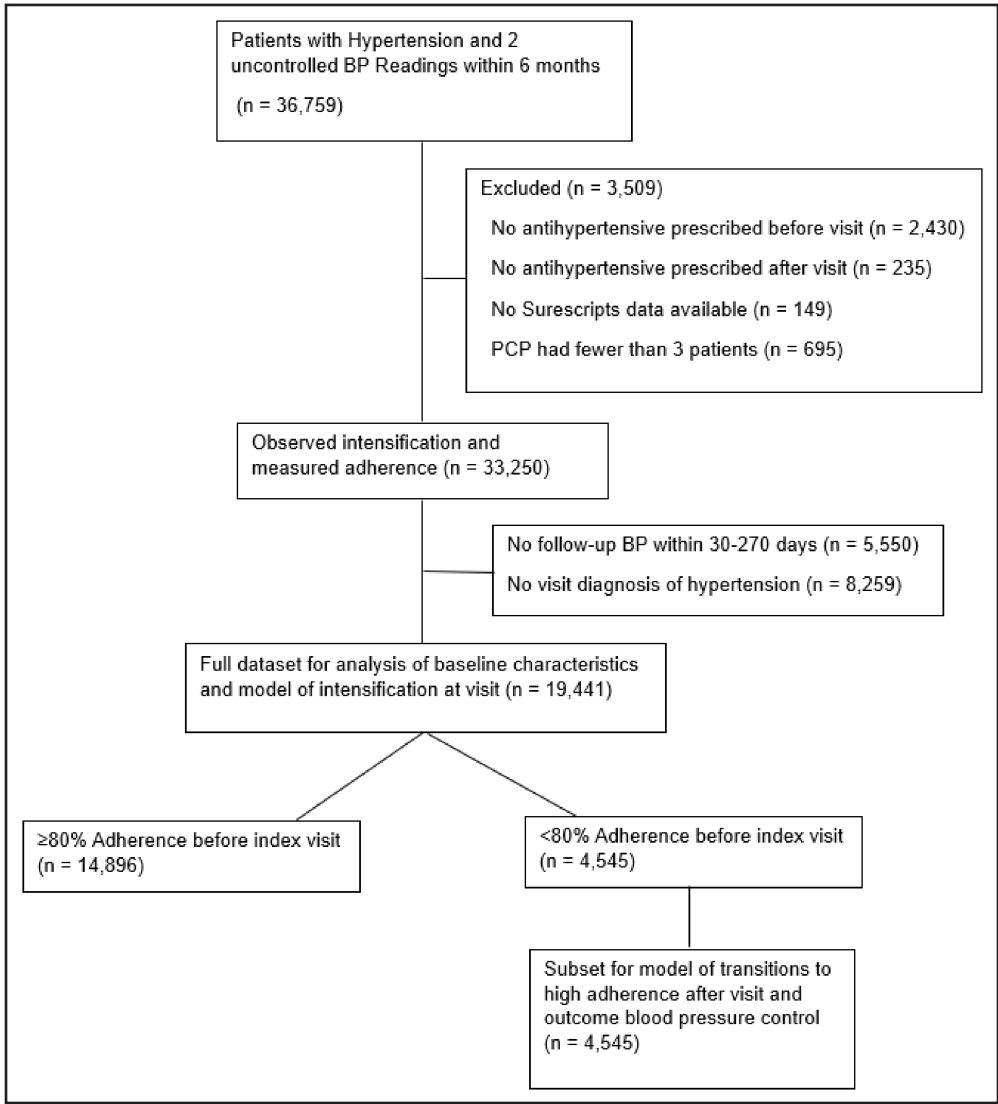 Patients with Hypertension and 2
uncontrolled BP Readings within 6 months
(n = 36,759)
Excluded (n = 3,509)
No antihypertensive prescribed before visit (n = 2,430)
No antihypertensive prescribed after visit (n = 235)
No Surescripts data available (n = 149)
PCP had fewer than 3 patients (n = 695)
Observed intensification and
measured adherence (n = 33,250)
No follow-up BP within 30-270 days (n = 5,550)
No visit diagnosis of hypertension (n = 8,259)
Full dataset for analysis of baseline characteristics
and model of intensification at visit (n = 19,441)
≥80% Adherence before index visit
(n = 14,896)
<80% Adherence before index visit
(n = 4,545)
Subset for model of transitions to
high adherence after visit and
outcome blood pressure control
(n = 4,545)